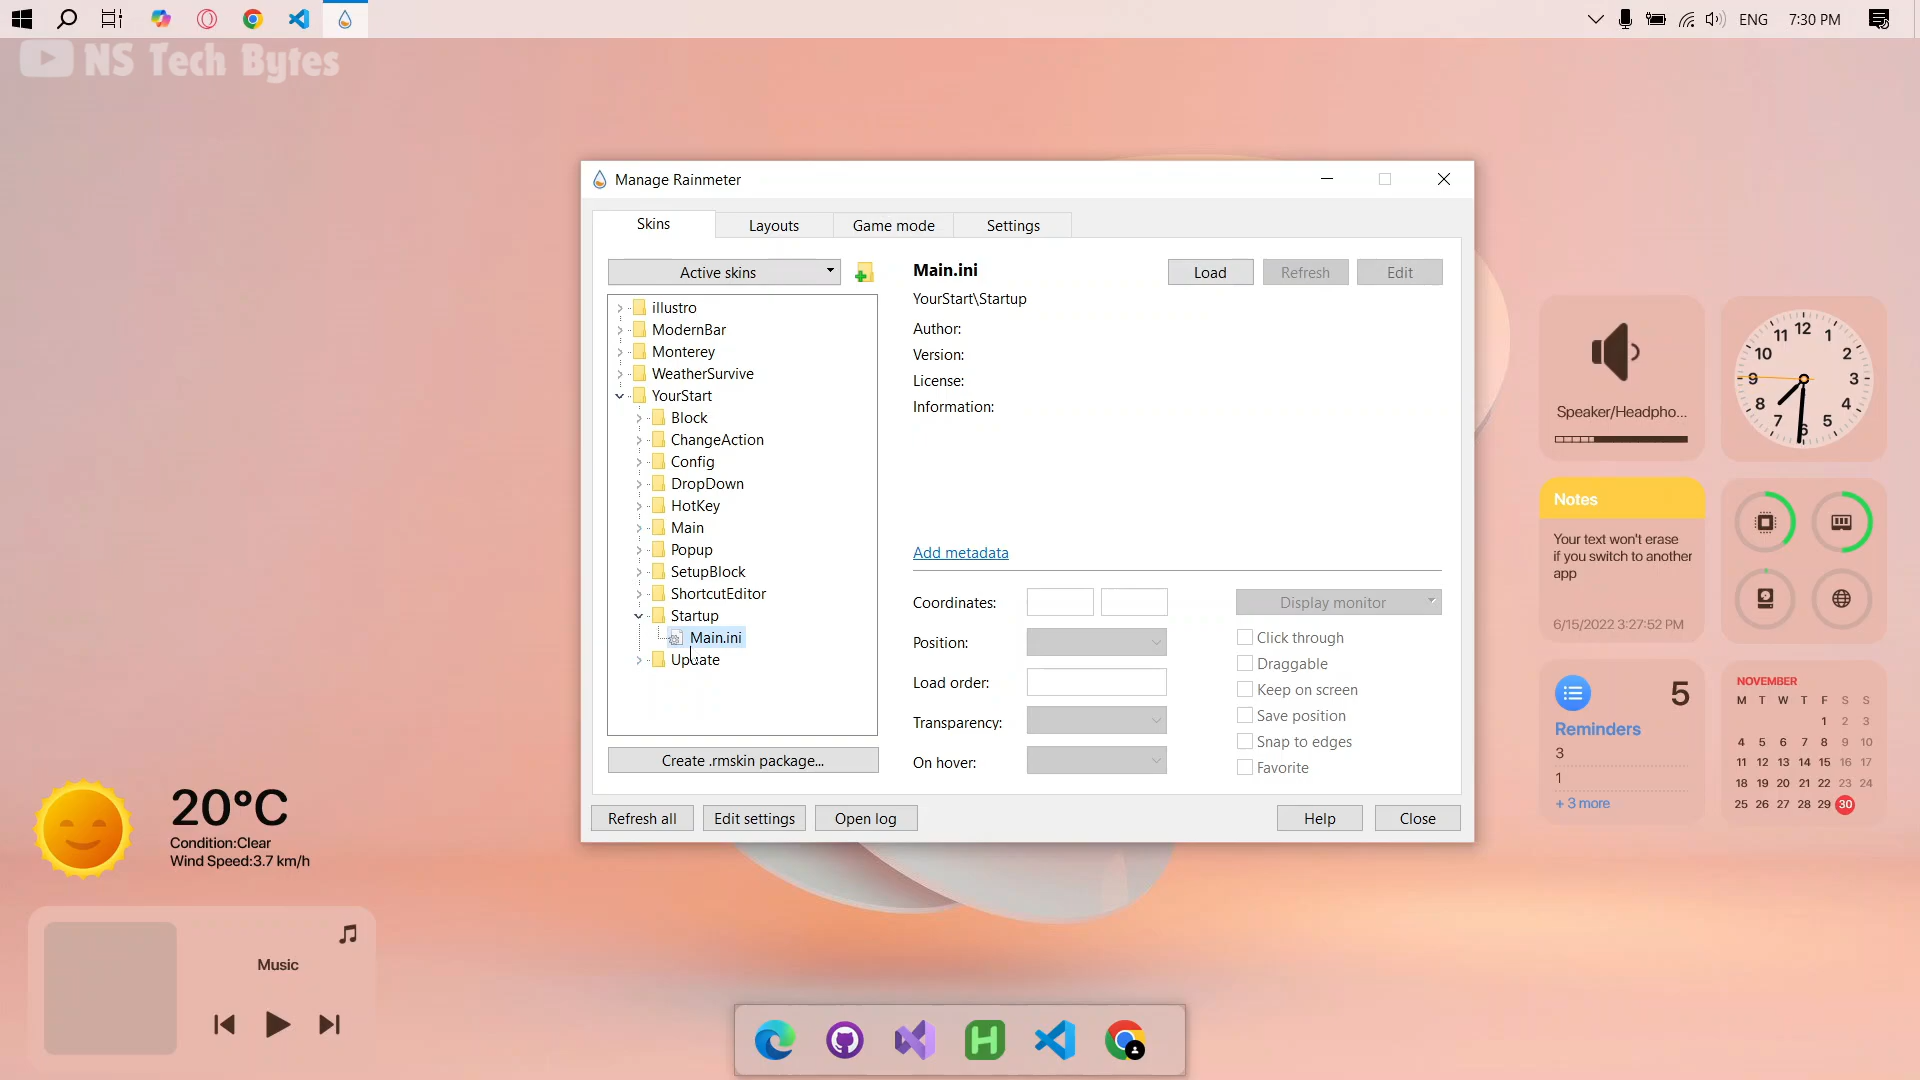 ENG
7:30 PM
NS Tech Bytes
Manage Rainmeter
Skins
Layouts
Game mode
Settings
Active skins
illustro
ModernBar
Monterey
WeatherSurvive
YourStart
Block
ChangeAction
Config
DropDown
HotKey
Main
Popup
SetupBlock
ShortcutEditor
Startup
Main.ini
Update
Create .rmskin package...
Main.ini
Load
Refresh
Edit
YourStart\Startup
Author:
Version:
License:
Information:
Add metadata
Coordinates:
Display monitor
Position:
Load order:
Transparency:
On hover:
Click through
Draggable
Keep on screen
Save position
Snap to edges
Favorite
Refresh all
Edit settings
Open log
Help
Close
Speaker/Headpho...
12
1
2
3
4
5
6
7
8
9
10
11
Notes
Your text won't erase
if you switch to another
app
6/15/2022 3:27:52 PM
5
Reminders
3
1
+ 3 more
NOVEMBER
M T W T F S S
1 2 3
4 5 6 7 8 9 10
11 12 13 14 15 16 17
18 19 20 21 22 23 24
25 26 27 28 29 30
20°C
Condition:Clear
Wind Speed:3.7 km/h
Music
H